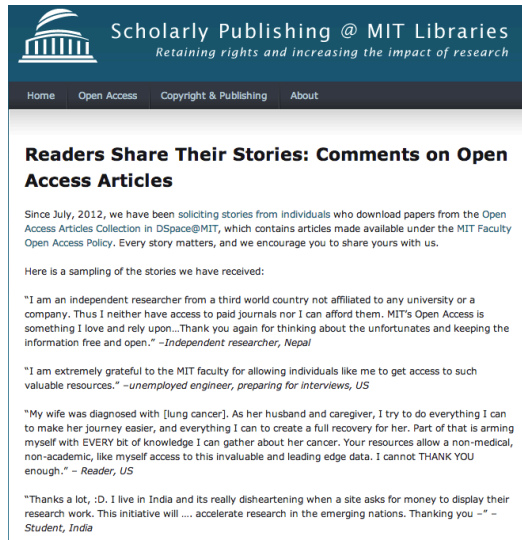 Scholarly Publishing @ MIT Libraries
Retaining rights and increasing the impact of research
Home Open Access Copyright & Publishing About
Readers Share Their Stories: Comments on Open
Access Articles
Since July, 2012, we have been soliciting stories from individuals who download papers from the Open
Access Articles Collection in DSpace@MIT, which contains articles made available under the MIT Faculty
Open Access Policy. Every story matters, and we encourage you to share yours with us.
Here is a sampling of the stories we have received:
“I am an independent researcher from a third world country not affiliated to any university or a
company. Thus I neither have access to paid journals nor I can afford them. MIT’s Open Access is
something I love and rely upon…Thank you again for thinking about the unfortunates and keeping the
information free and open.” –Independent researcher, Nepal
“I am extremely grateful to the MIT faculty for allowing individuals like me to get access to such
valuable resources.” –unemployed engineer, preparing for interviews, US
“My wife was diagnosed with [lung cancer]. As her husband and caregiver, I try to do everything I can
to make her journey easier, and everything I can to create a full recovery for her. Part of that is arming
myself with EVERY bit of knowledge I can gather about her cancer. Your resources allow a non-medical,
non-academic, like myself access to this invaluable and leading edge data. I cannot THANK YOU
enough.” – Reader, US
“Thanks a lot, :D. I live in India and its really disheartening when a site asks for money to display their
research work. This initiative will .... accelerate research in the emerging nations. Thanking you –” –
Student, India